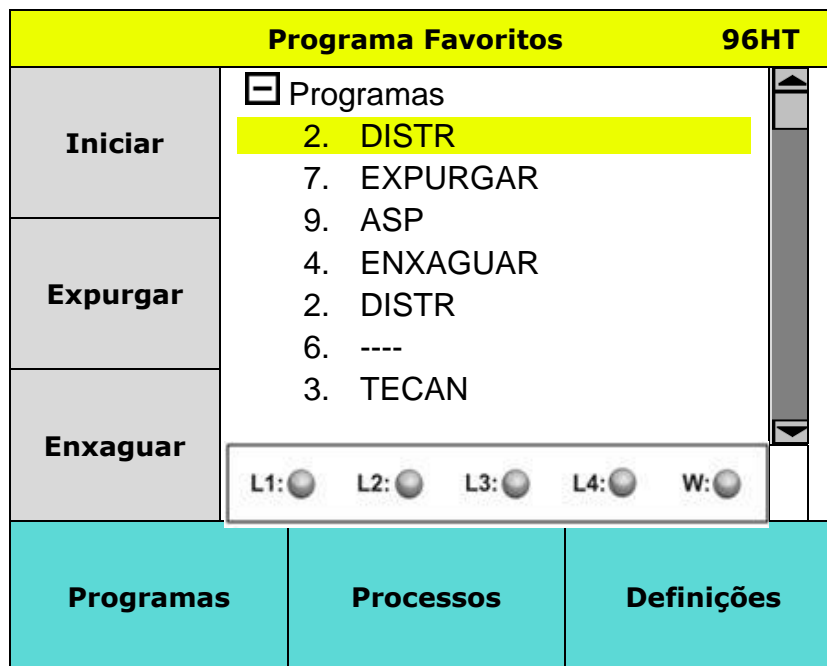 Programa Favoritos 96HT
Iniciar
Expurgar
Enxaguar
Programas
2. DISTR
7. EXPURGAR
9. ASP
4. ENXAGUAR
2. DISTR
6. ----
3. TECAN
L1: L2: L3: L4: W:
Programas Processos Definições